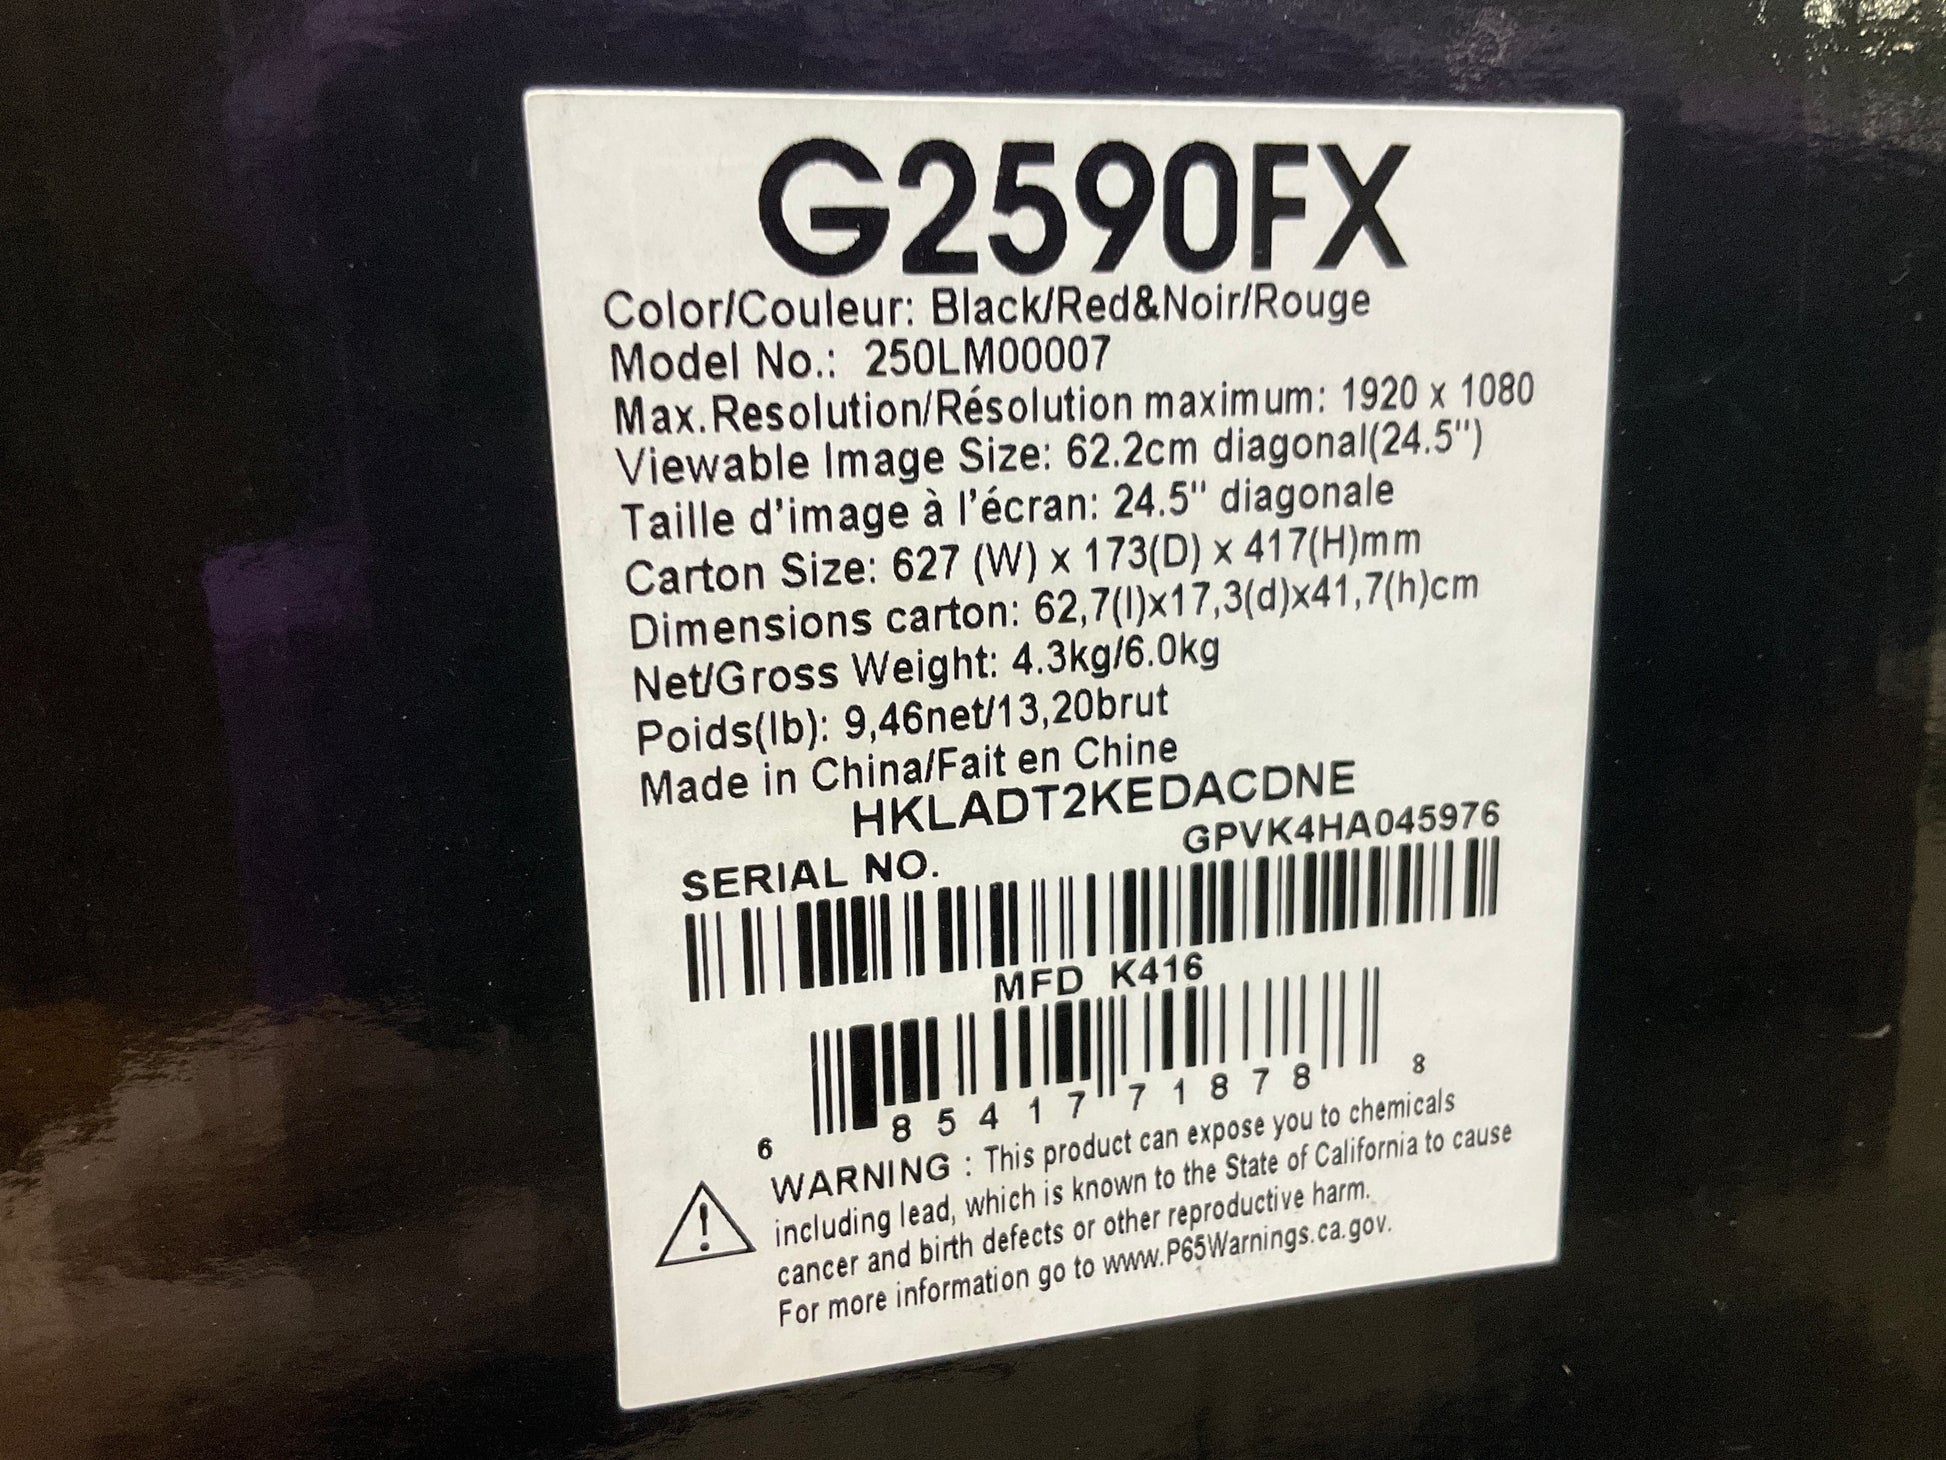 G2590FX
Color/Couleur: Black/Red&Noir/Rouge
Model No.: 250LM00007
Max.Resolution/Résolution maximum: 1920 x 1080
Viewable Image Size: 62.2cm diagonal(24.5")
Taille d'image à l'écran: 24.5" diagonale
Carton Size: 627 (W) x 173(D) x 417(H)mm
Dimensions carton: 62,7(l)x17,3(d)x41,7(h)cm
Net/Gross Weight: 4.3kg/6.0kg
Poids(lb): 9,46net/13,20brut
Made in China/Fait en Chine
HKLADT2KEDACDNE
SERIAL NO. GPVK4HA045976
MFD K416
6 85417 71878 8
WARNING : This product can expose you to chemicals
including lead, which is known to the State of California to cause
cancer and birth defects or other reproductive harm.
For more information go to www.P65Warnings.ca.gov.